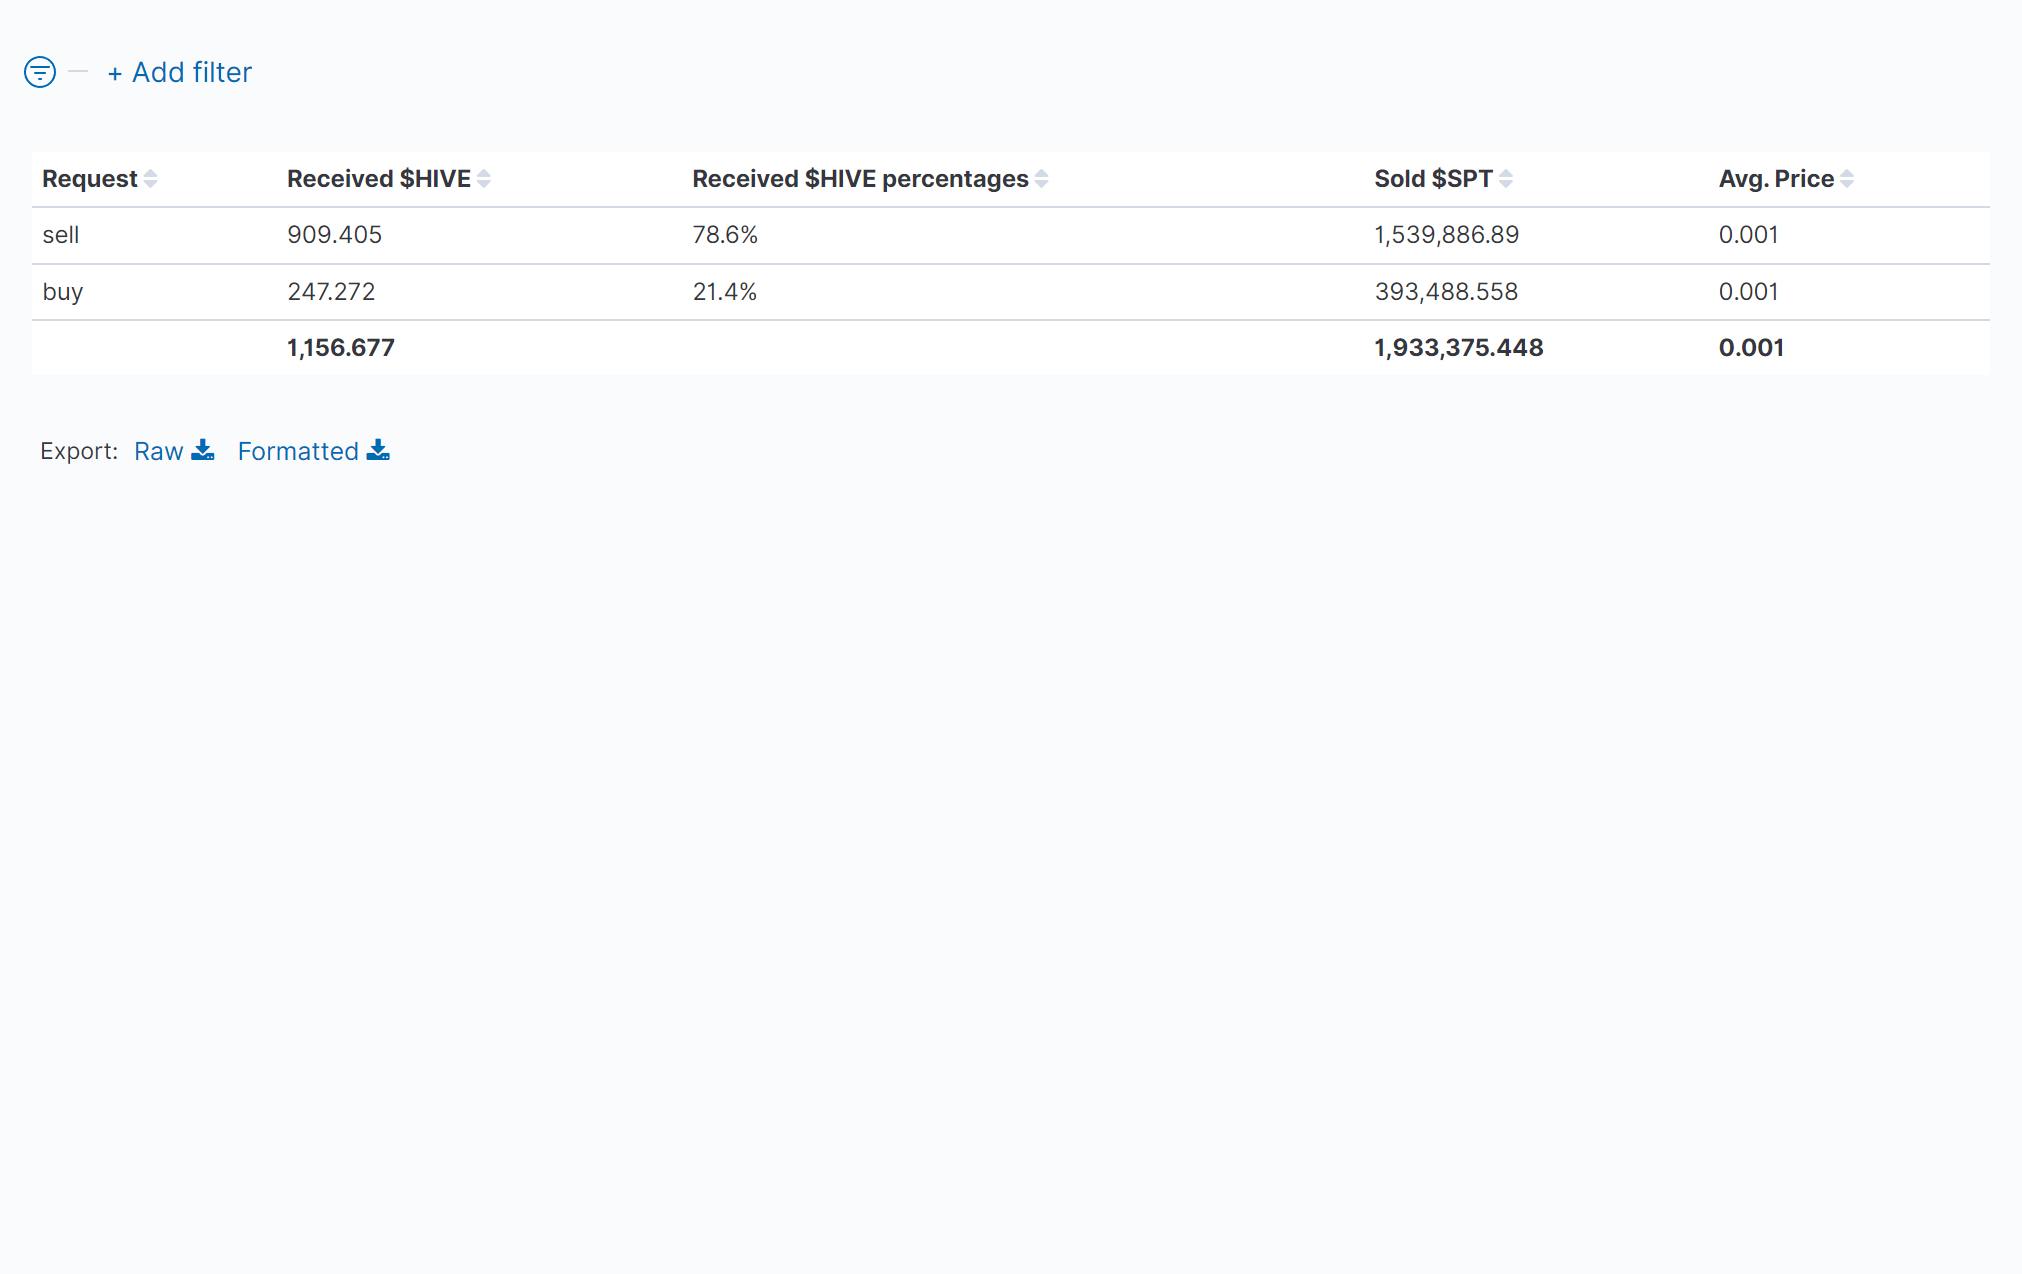 + Add filter
Request Received $HIVE Received $HIVE percentages Sold $SPT Avg. Price
sell 909.405 78.6% 1,539,886.89 0.001
buy 247.272 21.4% 393,488.558 0.001
1,156.677 1,933,375.448 0.001
Export: Raw Formatted